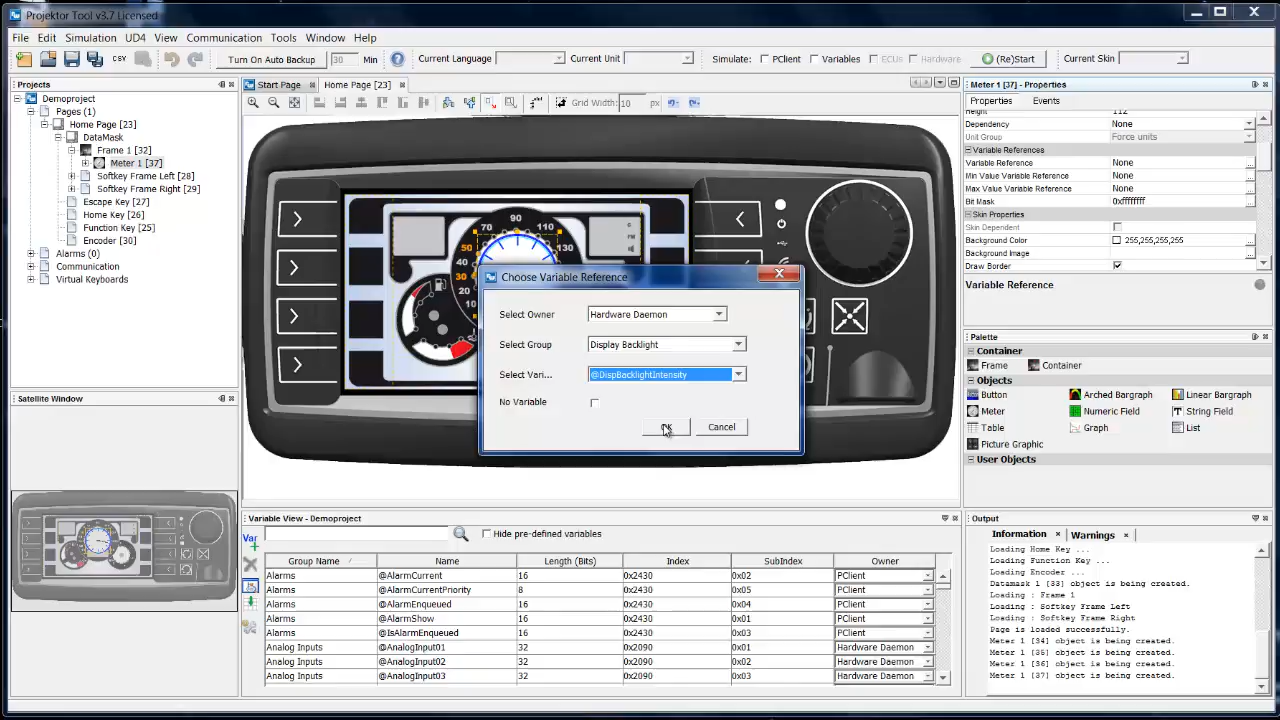 Projektor Tool v3.7 Licensed
File Edit Simulation UD4 View Communication Tools Window Help
CSV Turn On Auto Backup 30 Min ? Current Language Current Unit Simulate: PClient Variables ECUs Hardware (Re)Start Current Skin
Projects
Demoproject
Pages (1)
Home Page [23]
DataMask
Frame 1 [32]
Meter 1 [37]
Softkey Frame Left [28]
Softkey Frame Right [29]
Escape Key [27]
Home Key [26]
Function Key [25]
Encoder [30]
Alarms (0)
Communication
Virtual Keyboards
Satellite Window
Start Page Home Page [23]
Grid Width: 10 px
90
70 110
50 130
40
30
20
10
Choose Variable Reference
Select Owner Hardware Daemon
Select Group Display Backlight
Select Vari... @DispBacklightIntensity
No Variable
OK Cancel
Variable View - Demoproject
Var Hide pre-defined variables
Group Name Name Length (Bits) Index SubIndex Owner
Alarms @AlarmCurrent 16 0x2430 0x02 PClient
Alarms @AlarmCurrentPriority 8 0x2430 0x05 PClient
Alarms @AlarmEnqueued 16 0x2430 0x04 PClient
Alarms @AlarmShow 16 0x2430 0x01 PClient
Alarms @IsAlarmEnqueued 16 0x2430 0x03 PClient
Analog Inputs @AnalogInput01 32 0x2090 0x01 Hardware Daemon
Analog Inputs @AnalogInput02 32 0x2090 0x02 Hardware Daemon
Analog Inputs @AnalogInput03 32 0x2090 0x03 Hardware Daemon
Meter 1 [37] - Properties
Properties Events
Height 112
Dependency None
Unit Group Force units
Variable References
Variable Reference None
Min Value Variable Reference None
Max Value Variable Reference None
Bit Mask 0xffffffff
Skin Properties
Skin Dependent
Background Color 255,255,255,255
Background Image
Draw Border
Variable Reference
Palette
Container
Frame Container
Objects
Button Arched Bargraph Linear Bargraph
Meter Numeric Field String Field
Table Graph List
Picture Graphic
User Objects
Output
Information Warnings
Loading Home Key ...
Loading Function Key ...
Loading Encoder ...
Datamask 1 [33] object is being created.
Loading : Frame 1
Loading : Softkey Frame Left
Loading : Softkey Frame Right
Page is loaded successfully.
Meter 1 [34] object is being created.
Meter 1 [35] object is being created.
Meter 1 [36] object is being created.
Meter 1 [37] object is being created.